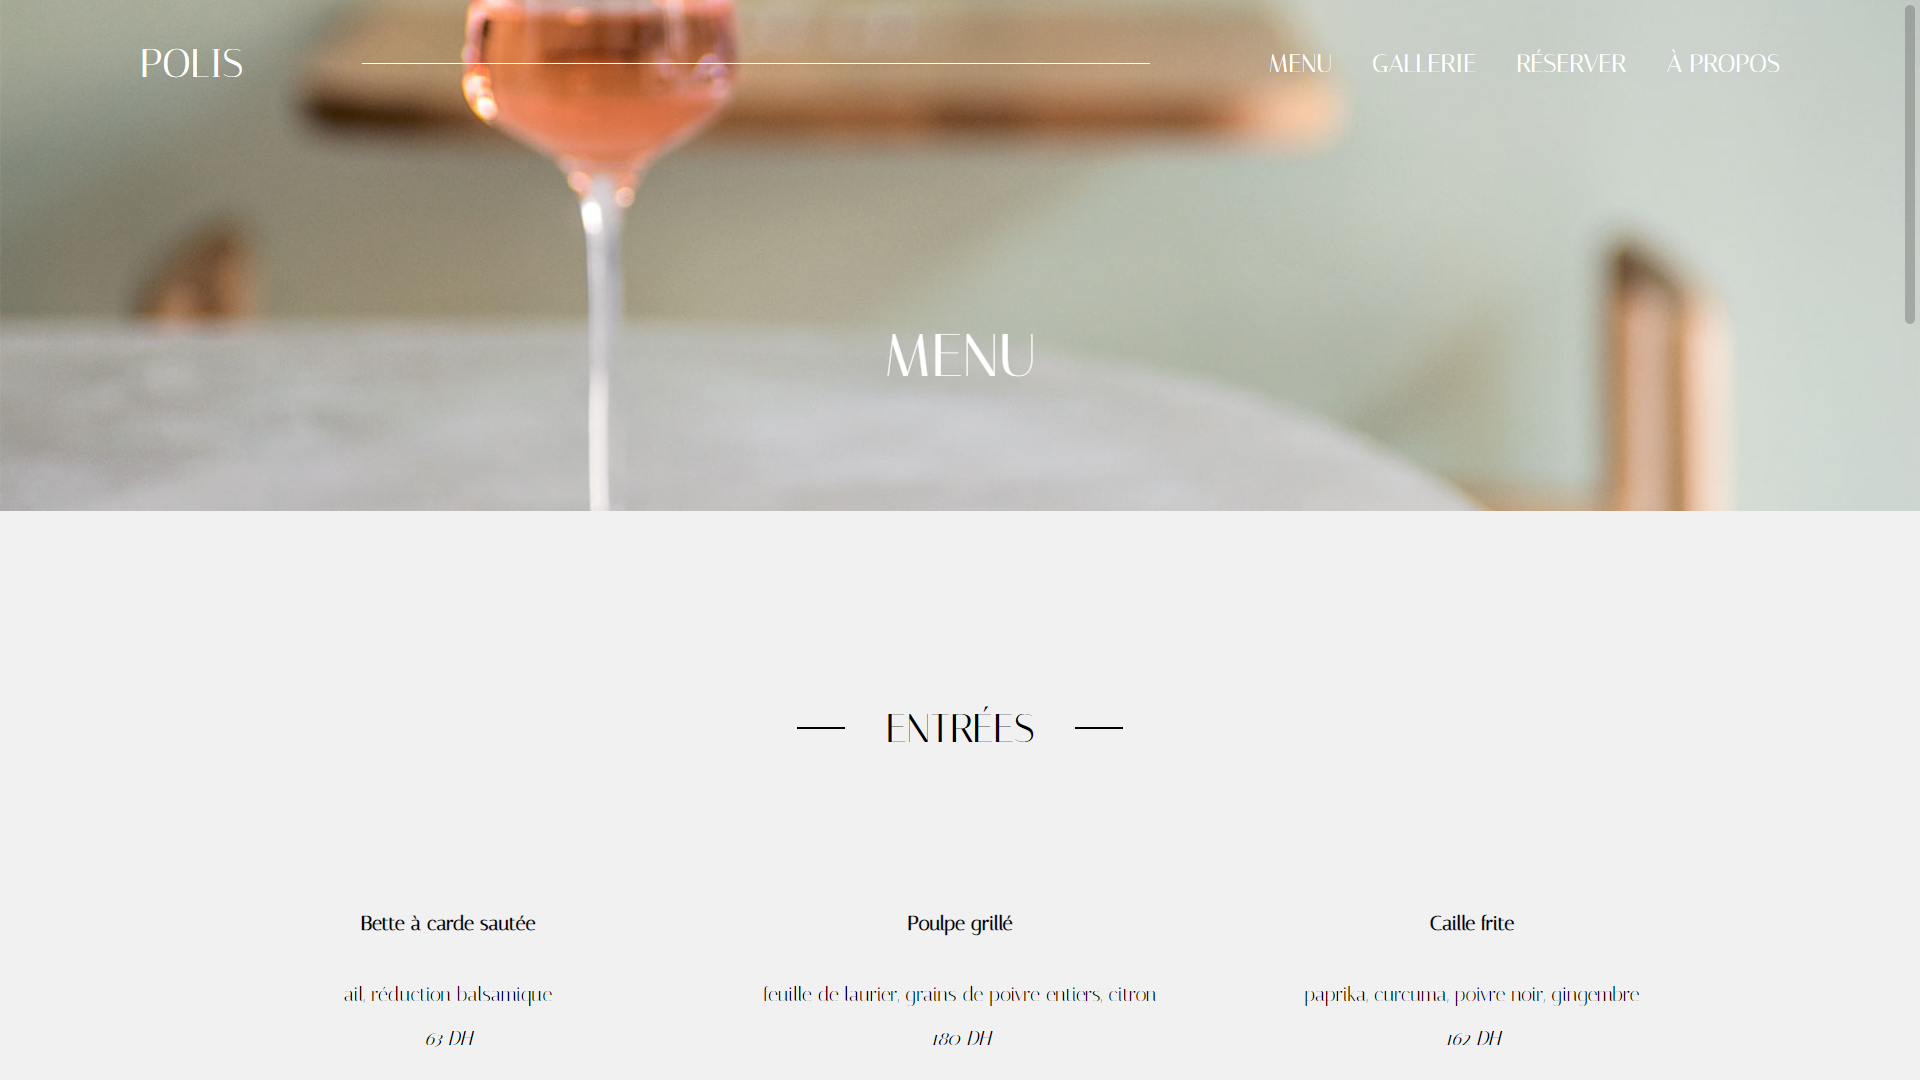 POLIS
MENU GALLERIE RÉSERVER À PROPOS
MENU
ENTRÉES
Bette à carde sautée
ail, réduction balsamique
63 DH
Poulpe grillé
feuille de laurier, grains de poivre entiers, citron
180 DH
Caille frite
paprika, curcuma, poivre noir, gingembre
162 DH